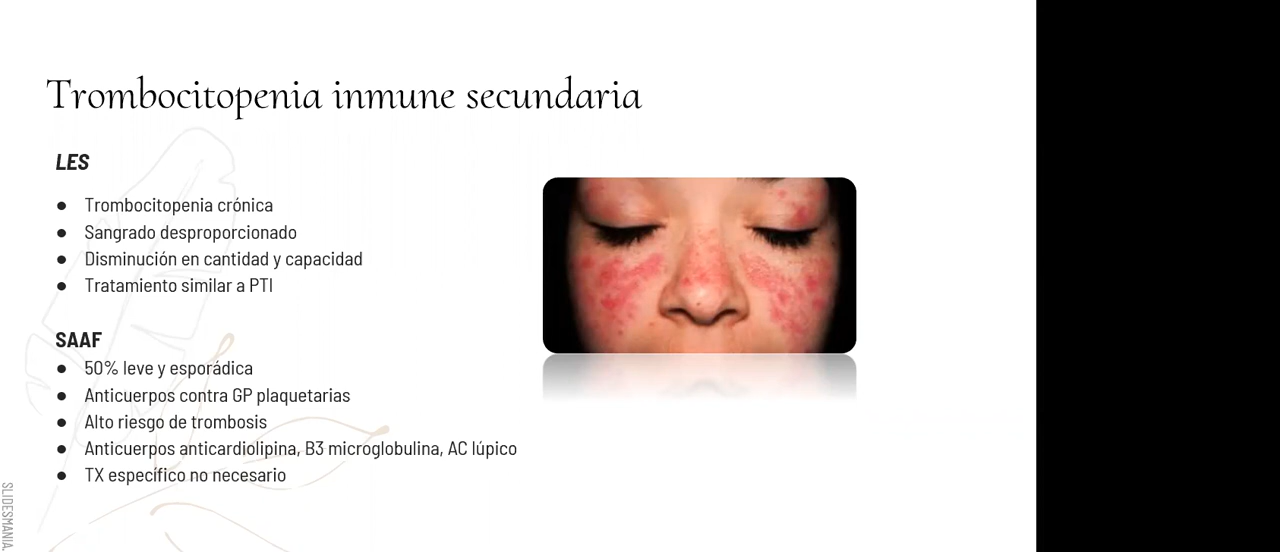 Trombocitopenia inmune secundaria
LES
● Trombocitopenia crónica
● Sangrado desproporcionado
● Disminución en cantidad y capacidad
● Tratamiento similar a PTI
SAAF
● 50% leve y esporádica
● Anticuerpos contra GP plaquetarias
● Alto riesgo de trombosis
● Anticuerpos anticardiolipina, B3 microglobulina, AC lúpico
● TX específico no necesario
SLIDESMANIA